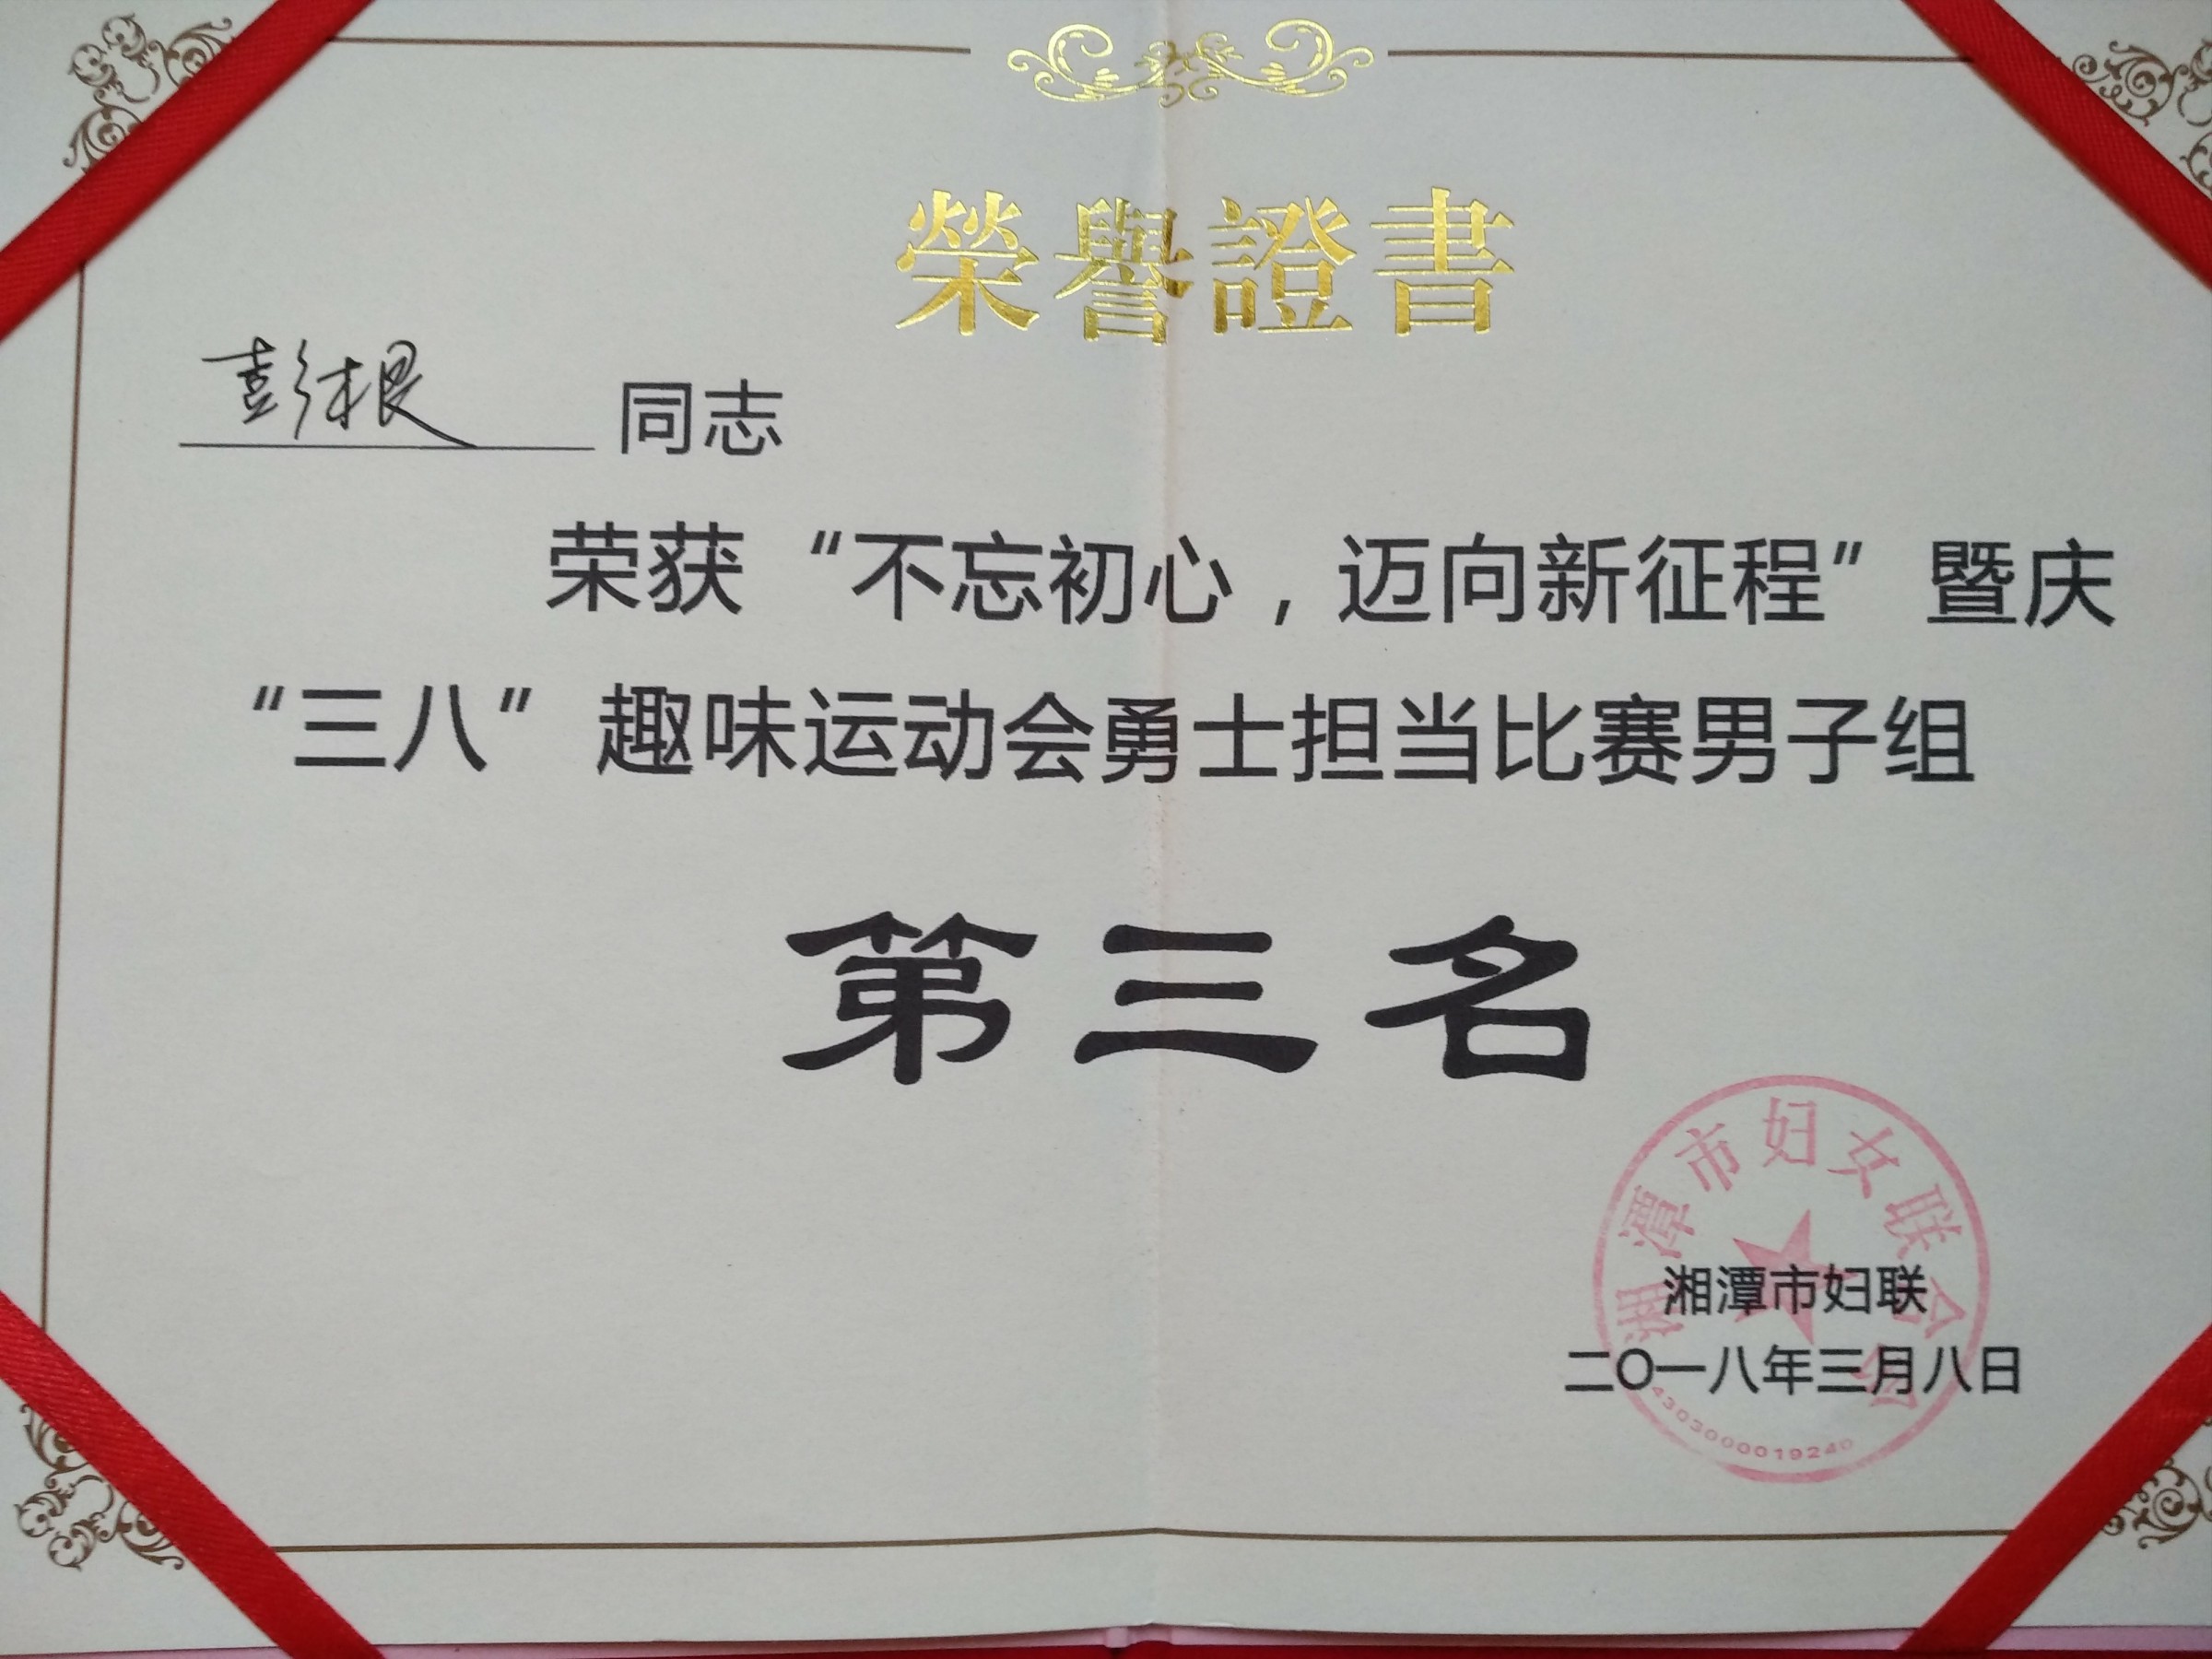 榮譽證書
彭根 同志
荣获“不忘初心，迈向新征程”暨庆
“三八”趣味运动会勇士担当比赛男子组
第三名
湘潭市妇女联合会
湘潭市妇联
二〇一八年三月八日
4303000019240